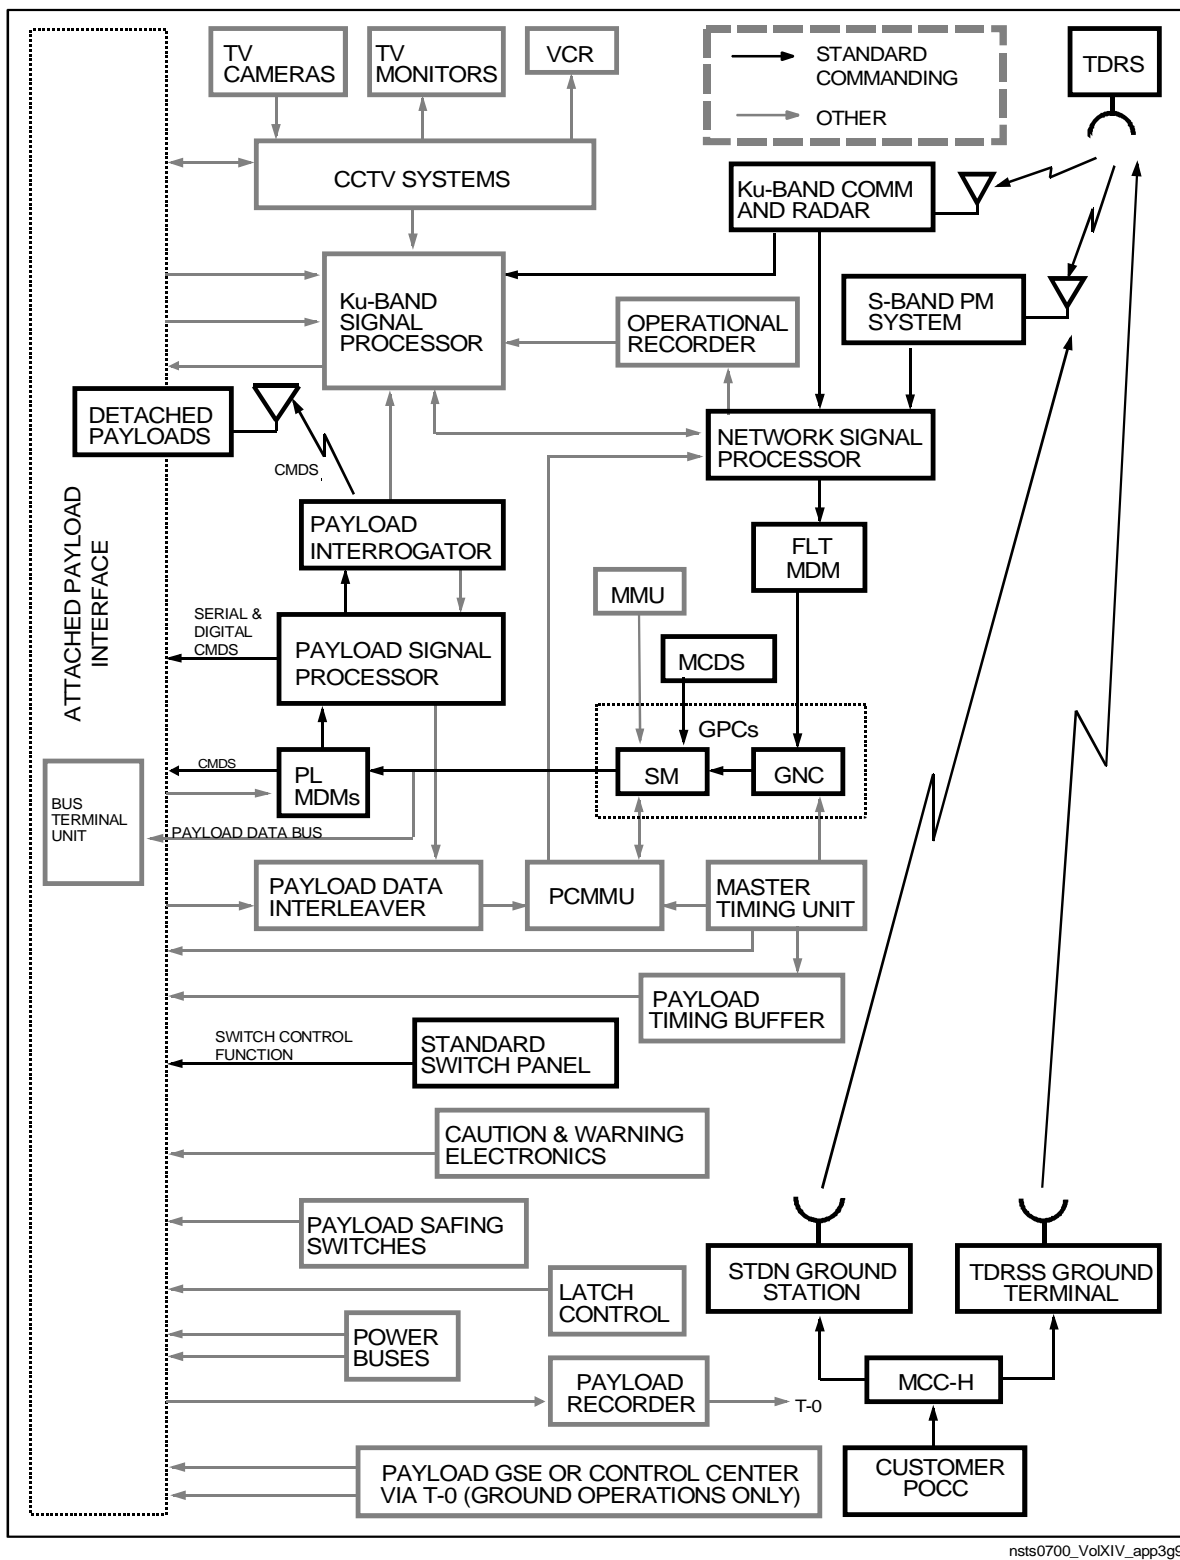 TV
CAMERAS
TV
MONITORS
VCR
STANDARD
COMMANDING
OTHER
TDRS
CCTV SYSTEMS
Ku-BAND COMM
AND RADAR
Ku-BAND
SIGNAL
PROCESSOR
S-BAND PM
SYSTEM
OPERATIONAL
RECORDER
DETACHED
PAYLOADS
CMDS
NETWORK SIGNAL
PROCESSOR
ATTACHED PAYLOAD
INTERFACE
PAYLOAD
INTERROGATOR
FLT
MDM
MMU
SERIAL &
DIGITAL
CMDS
PAYLOAD SIGNAL
PROCESSOR
MCDS
GPCs
CMDS
PL
MDMs
SM
GNC
BUS
TERMINAL
UNIT
PAYLOAD DATA BUS
PAYLOAD DATA
INTERLEAVER
PCMMU
MASTER
TIMING UNIT
PAYLOAD
TIMING BUFFER
SWITCH CONTROL
FUNCTION
STANDARD
SWITCH PANEL
CAUTION & WARNING
ELECTRONICS
PAYLOAD SAFING
SWITCHES
STDN GROUND
STATION
TDRSS GROUND
TERMINAL
LATCH
CONTROL
POWER
BUSES
PAYLOAD
RECORDER
T-0
MCC-H
PAYLOAD GSE OR CONTROL CENTER
VIA T-0 (GROUND OPERATIONS ONLY)
CUSTOMER
POCC
nsts0700_VolXIV_app3g9